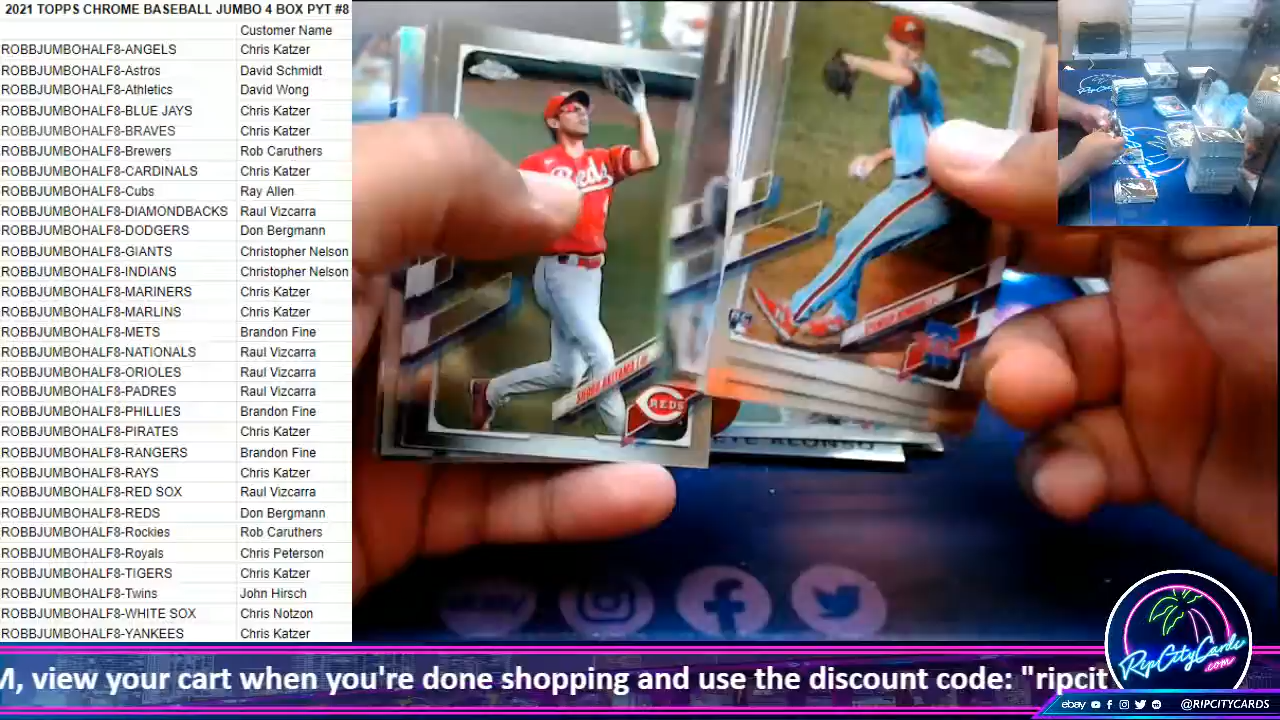 2021 TOPPS CHROME BASEBALL JUMBO 4 BOX PYT #8
Customer Name
ROBBJUMBOHALF8-ANGELS Chris Katzer
ROBBJUMBOHALF8-Astros David Schmidt
ROBBJUMBOHALF8-Athletics David Wong
ROBBJUMBOHALF8-BLUE JAYS Chris Katzer
ROBBJUMBOHALF8-BRAVES Chris Katzer
ROBBJUMBOHALF8-Brewers Rob Caruthers
ROBBJUMBOHALF8-CARDINALS Chris Katzer
ROBBJUMBOHALF8-Cubs Ray Allen
ROBBJUMBOHALF8-DIAMONDBACKS Raul Vizcarra
ROBBJUMBOHALF8-DODGERS Don Bergmann
ROBBJUMBOHALF8-GIANTS Christopher Nelson
ROBBJUMBOHALF8-INDIANS Christopher Nelson
ROBBJUMBOHALF8-MARINERS Chris Katzer
ROBBJUMBOHALF8-MARLINS Chris Katzer
ROBBJUMBOHALF8-METS Brandon Fine
ROBBJUMBOHALF8-NATIONALS Raul Vizcarra
ROBBJUMBOHALF8-ORIOLES Raul Vizcarra
ROBBJUMBOHALF8-PADRES Raul Vizcarra
ROBBJUMBOHALF8-PHILLIES Brandon Fine
ROBBJUMBOHALF8-PIRATES Chris Katzer
ROBBJUMBOHALF8-RANGERS Brandon Fine
ROBBJUMBOHALF8-RAYS Chris Katzer
ROBBJUMBOHALF8-RED SOX Raul Vizcarra
ROBBJUMBOHALF8-REDS Don Bergmann
ROBBJUMBOHALF8-Rockies Rob Caruthers
ROBBJUMBOHALF8-Royals Chris Peterson
ROBBJUMBOHALF8-TIGERS Chris Katzer
ROBBJUMBOHALF8-Twins John Hirsch
ROBBJUMBOHALF8-WHITE SOX Chris Notzon
ROBBJUMBOHALF8-YANKEES Chris Katzer
Reds
REDS
ALONSO
M, view your cart when you're done shopping and use the discount code: "ripcit
RipCityCards
.com
ebay @RIPCITYCARDS